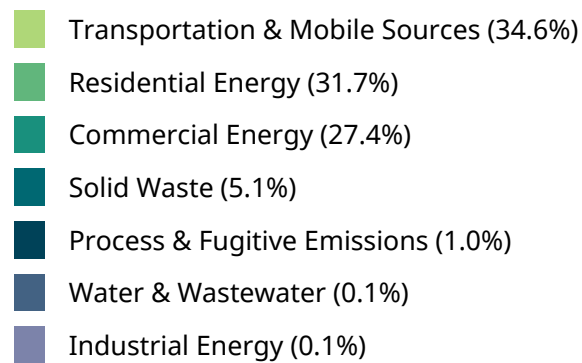 Transportation & Mobile Sources (34.6%)
Residential Energy (31.7%)
Commercial Energy (27.4%)
Solid Waste (5.1%)
Process & Fugitive Emissions (1.0%)
Water & Wastewater (0.1%)
Industrial Energy (0.1%)